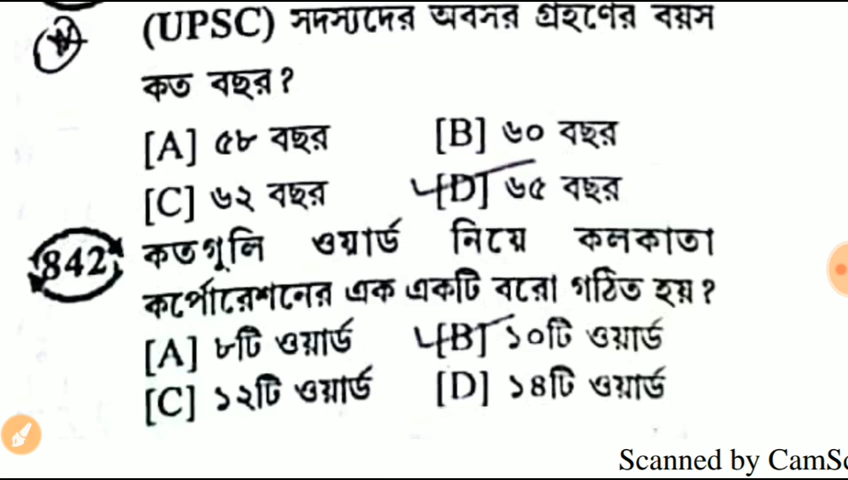 (UPSC) সদস্যদের অবসর গ্রহণের বয়স
কত বছর?
[A] ৫৮ বছর [B] ৬০ বছর
[C] ৬২ বছর [D] ৬৫ বছর
842 কতগুলি ওয়ার্ড নিয়ে কলকাতা
কর্পোরেশনের এক একটি বরো গঠিত হয়?
[A] ৮টি ওয়ার্ড [B] ১০টি ওয়ার্ড
[C] ১২টি ওয়ার্ড [D] ১৪টি ওয়ার্ড
Scanned by CamSc